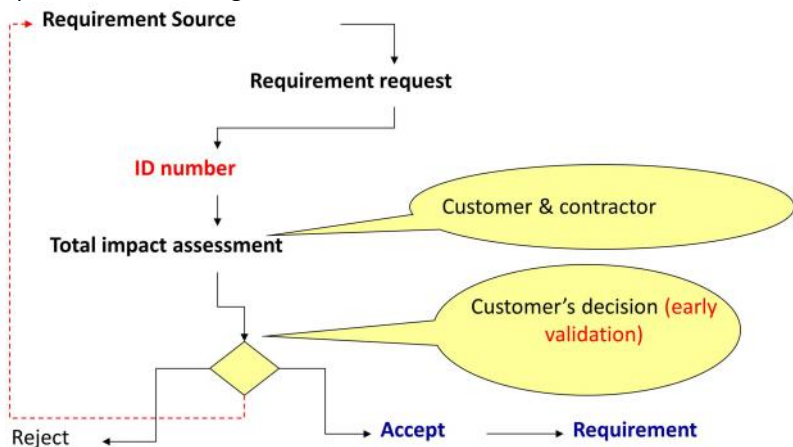 Requirement Source
Requirement request
ID number
Customer & contractor
Total impact assessment
Customer's decision (early
validation)
Reject
Accept
Requirement